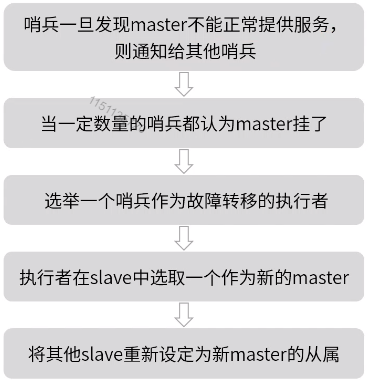 哨兵一旦发现master不能正常提供服务，
则通知给其他哨兵
当一定数量的哨兵都认为master挂了
选举一个哨兵作为故障转移的执行者
执行者在slave中选取一个作为新的master
将其他slave重新设定为新master的从属